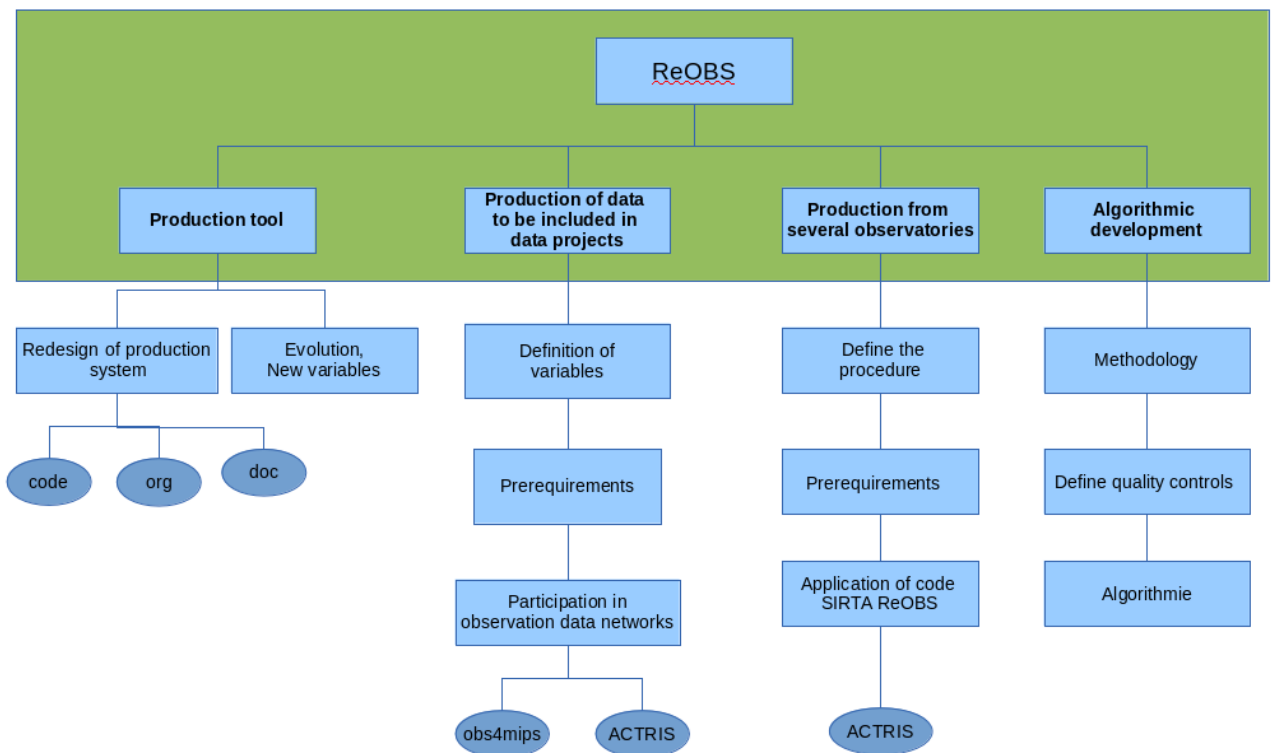 ReOBS
Production tool
Production of data
to be included in
data projects
Production from
several observatories
Algorithmic
development
Redesign of production
system
Evolution,
New variables
Definition of
variables
Define the
procedure
Methodology
code
org
doc
Prerequirements
Prerequirements
Define quality controls
Participation in
observation data networks
Application of code
SIRTA ReOBS
Algorithmie
obs4mips
ACTRIS
ACTRIS